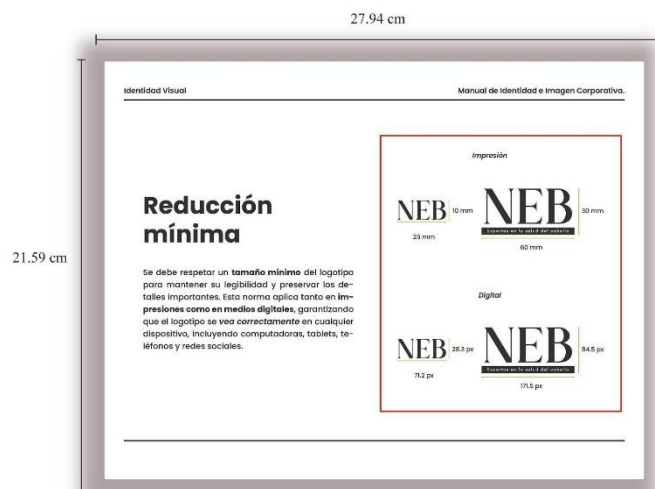 27.94 cm
21.59 cm
Identidad Visual
Manual de Identidad e Imagen Corporativa.
Reducción
mínima
Se debe respetar un tamaño mínimo del logotipo
para mantener su legibilidad y preservar los de-
talles importantes. Esta norma aplica tanto en im-
presiones como en medios digitales, garantizando
que el logotipo se vea correctamente en cualquier
dispositivo, incluyendo computadoras, tablets, te-
léfonos y redes sociales.
Impresión
NEB
10 mm
25 mm
NEB
Expertos en la salud del cabello
30 mm
60 mm
Digital
NEB
28.3 px
71.2 px
NEB
Expertos en la salud del cabello
84.5 px
171.5 px